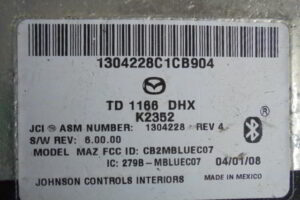 1304228C1CB904
TD 1166 DHX
K2352
JCI ASM NUMBER: 1304228 REV 4
S/W REV: 6.00.00
MODEL MAZ FCC ID: CB2MBLUEC07
IC: 279B-MBLUEC07 04/01/08
JOHNSON CONTROLS INTERIORS MADE IN MEXICO
®